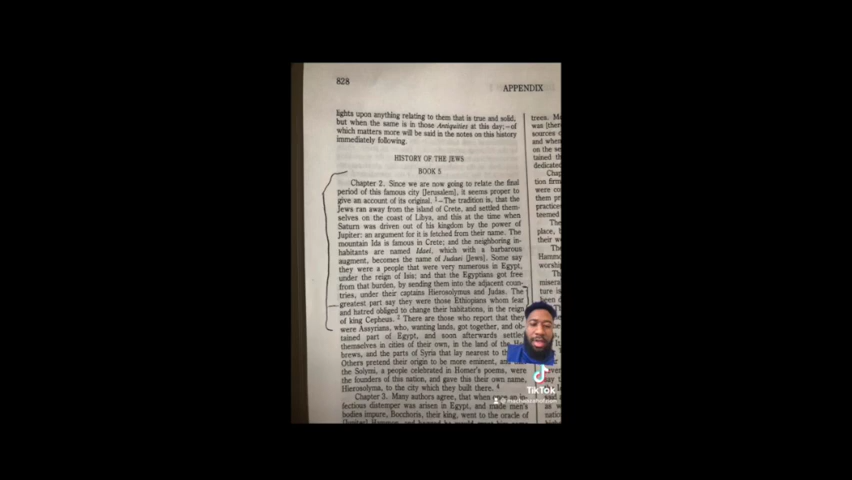 828
APPENDIX
lights upon anything relating to them that is true and solid,
but when the same is in those Antiquities at this day;—of
which matters more will be said in the notes on this history
immediately following.
HISTORY OF THE JEWS
BOOK 5
Chapter 2. Since we are now going to relate the final
period of this famous city [Jerusalem], it seems proper to
give an account of its original. 1—The tradition is, that the
Jews ran away from the island of Crete, and settled them-
selves on the coast of Libya, and this at the time when
Saturn was driven out of his kingdom by the power of
Jupiter: an argument for it is fetched from their name. The
mountain Ida is famous in Crete; and the neighboring in-
habitants are named Idaei, which with a barbarous
augment, becomes the name of Judaei [Jews]. Some say
they were a people that were very numerous in Egypt,
under the reign of Isis; and that the Egyptians got free
from that burden, by sending them into the adjacent coun-
tries, under their captains Hierosolymus and Judas. The
greatest part say they were those Ethiopians whom fear
and hatred obliged to change their habitations, in the reign
of king Cepheus. 2 There are those who report that they
were Assyrians, who, wanting lands, got together, and ob-
tained part of Egypt, and soon afterwards settled
themselves in cities of their own, in the land of the
brews, and the parts of Syria that lay nearest to
Others pretend their origin to be more eminent, and
the Solymi, a people celebrated in Homer's poems, were
the founders of this nation, and gave this their own name,
Hierosolyma, to the city which they built there. 4
Chapter 3. Many authors agree, that when once an in-
fectious distemper was arisen in Egypt, and made men's
bodies impure, Bocchoris, their king, went to the oracle of
trees.
was [ther
sources
and when
on the
tained
dedicated
tion fir
were co
them
practice
teemed
The
place,
their
The
Hammo
worship
misera
ture is
TikTok